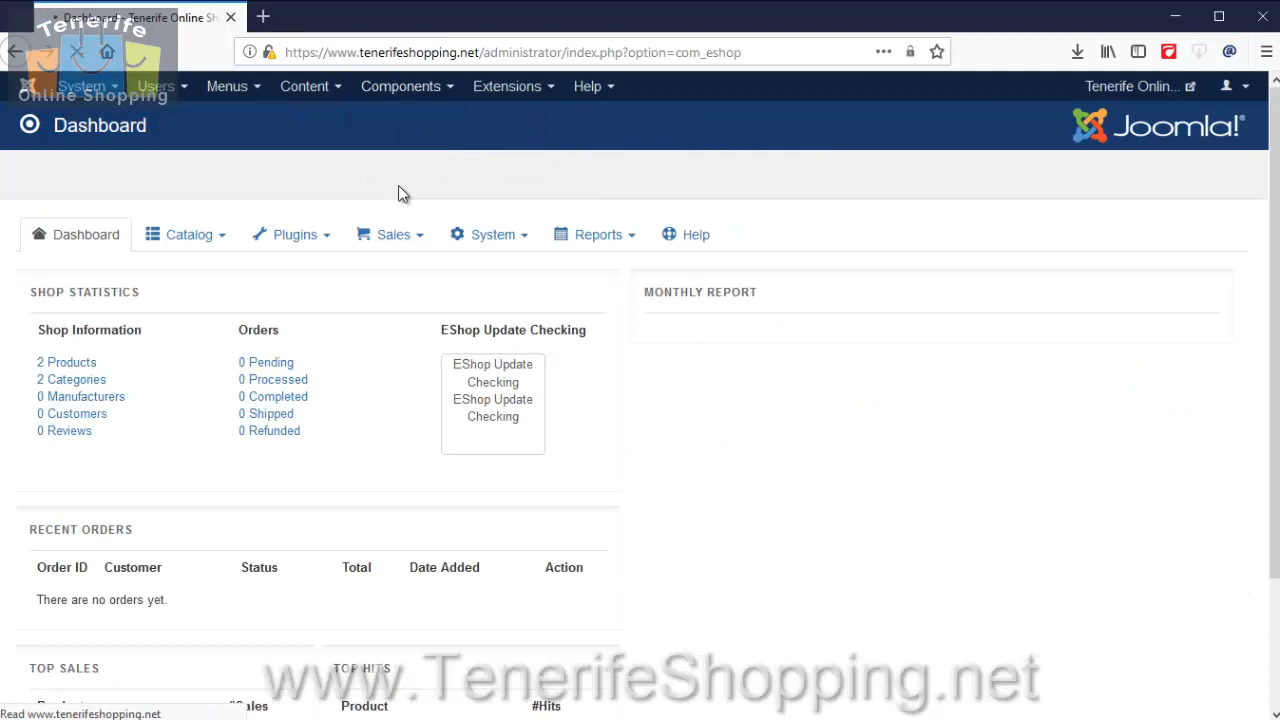 Dashboard - Tenerife Online Sh
Tenerife
Online Shopping
https://www.tenerifeshopping.net/administrator/index.php?option=com_eshop
System Users Menus Content Components Extensions Help Tenerife Onlin...
Dashboard
Joomla!®
Dashboard Catalog Plugins Sales System Reports Help
SHOP STATISTICS
MONTHLY REPORT
Shop Information Orders EShop Update Checking
2 Products 0 Pending EShop Update
2 Categories 0 Processed Checking
0 Manufacturers 0 Completed EShop Update
0 Customers 0 Shipped Checking
0 Reviews 0 Refunded
RECENT ORDERS
Order ID Customer Status Total Date Added Action
There are no orders yet.
TOP SALES TOP HITS
www.TenerifeShopping.net
Product #Hits
Read www.tenerifeshopping.net